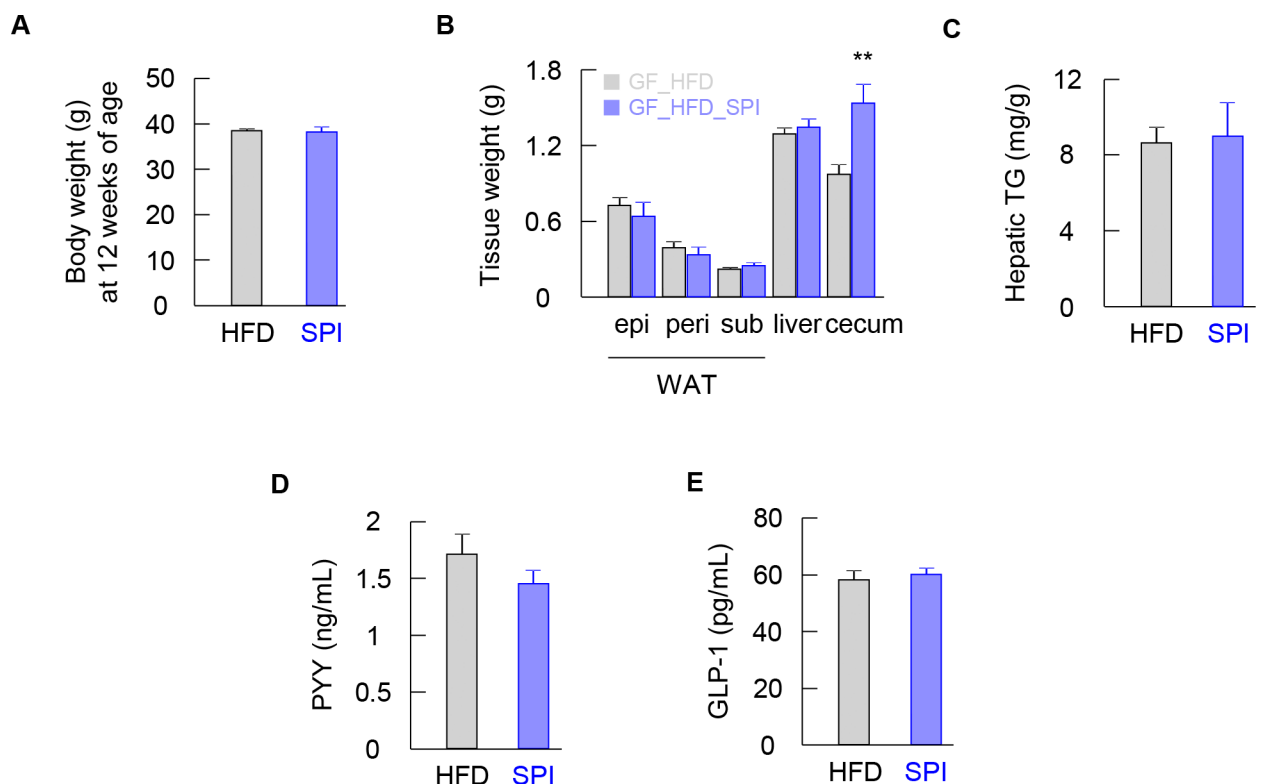 A
Body weight (g)
at 12 weeks of age
50
40
30
20
10
0
HFD SPI
B
Tissue weight (g)
1.8
1.2
0.6
0
GF_HFD
GF_HFD_SPI
**
epi peri sub liver cecum
WAT
C
Hepatic TG (mg/g)
12
8
4
0
HFD SPI
D
PYY (ng/mL)
2
1.5
1
0.5
0
HFD SPI
E
GLP-1 (pg/mL)
80
60
40
20
0
HFD SPI